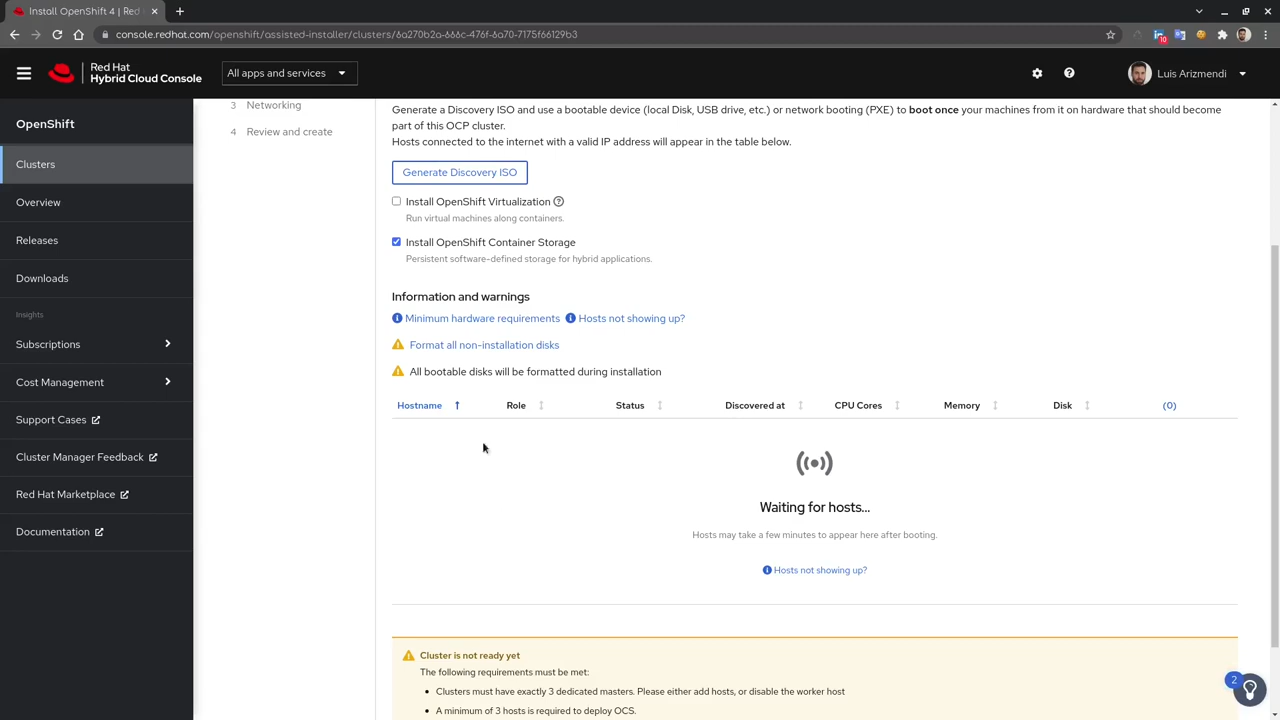 Install OpenShift 4 | Red
console.redhat.com/openshift/assisted-installer/clusters/6a270b2a-666c-476f-6a70-7175f66129b3
10
Red Hat
Hybrid Cloud Console
All apps and services
Luis Arizmendi
OpenShift
Clusters
Overview
Releases
Downloads
Insights
Subscriptions
Cost Management
Support Cases
Cluster Manager Feedback
Red Hat Marketplace
Documentation
3 Networking
4 Review and create
Generate a Discovery ISO and use a bootable device (local Disk, USB drive, etc.) or network booting (PXE) to boot once your machines from it on hardware that should become
part of this OCP cluster.
Hosts connected to the internet with a valid IP address will appear in the table below.
Generate Discovery ISO
Install OpenShift Virtualization
Run virtual machines along containers.
Install OpenShift Container Storage
Persistent software-defined storage for hybrid applications.
Information and warnings
Minimum hardware requirements Hosts not showing up?
Format all non-installation disks
All bootable disks will be formatted during installation
Hostname Role Status Discovered at CPU Cores Memory Disk (0)
Waiting for hosts...
Hosts may take a few minutes to appear here after booting.
Hosts not showing up?
Cluster is not ready yet
The following requirements must be met:
• Clusters must have exactly 3 dedicated masters. Please either add hosts, or disable the worker host
• A minimum of 3 hosts is required to deploy OCS.
2